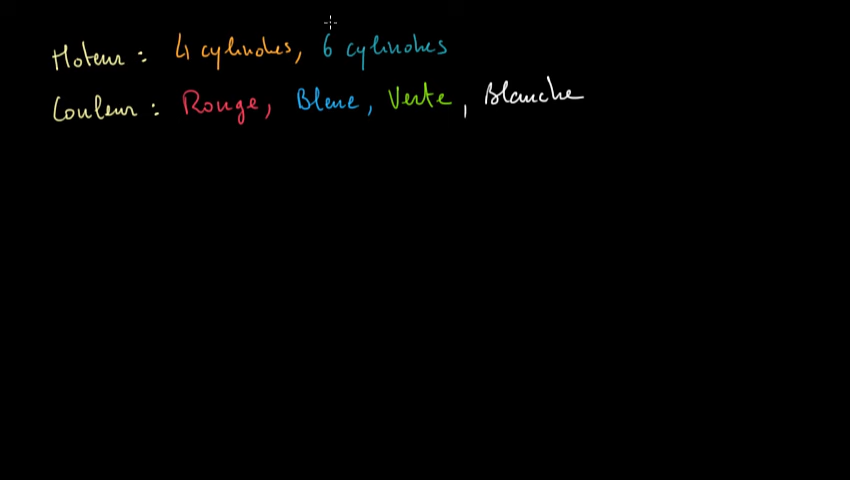 Moteur : 4 cylindres, 6 cylindres
Couleur : Rouge, Bleue, Verte, Blanche